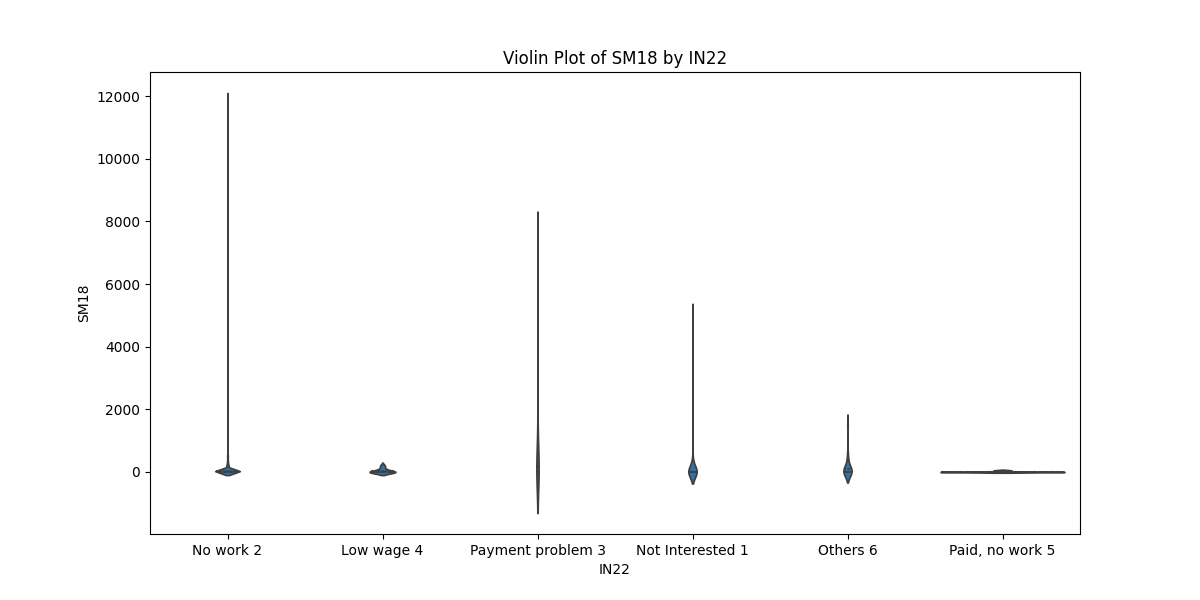 Violin Plot of SM18 by IN22
12000
10000
8000
6000
4000
2000
0
SM18
No work 2
Low wage 4
Payment problem 3
Not Interested 1
Others 6
Paid, no work 5
IN22